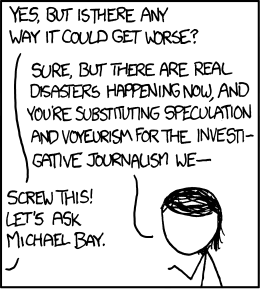 YES, BUT IS THERE ANY
WAY IT COULD GET WORSE?
SURE, BUT THERE ARE REAL
DISASTERS HAPPENING NOW, AND
YOU'RE SUBSTITUTING SPECULATION
AND VOYEURISM FOR THE INVESTI-
GATIVE JOURNALISM WE—
SCREW THIS!
LET'S ASK
MICHAEL BAY.